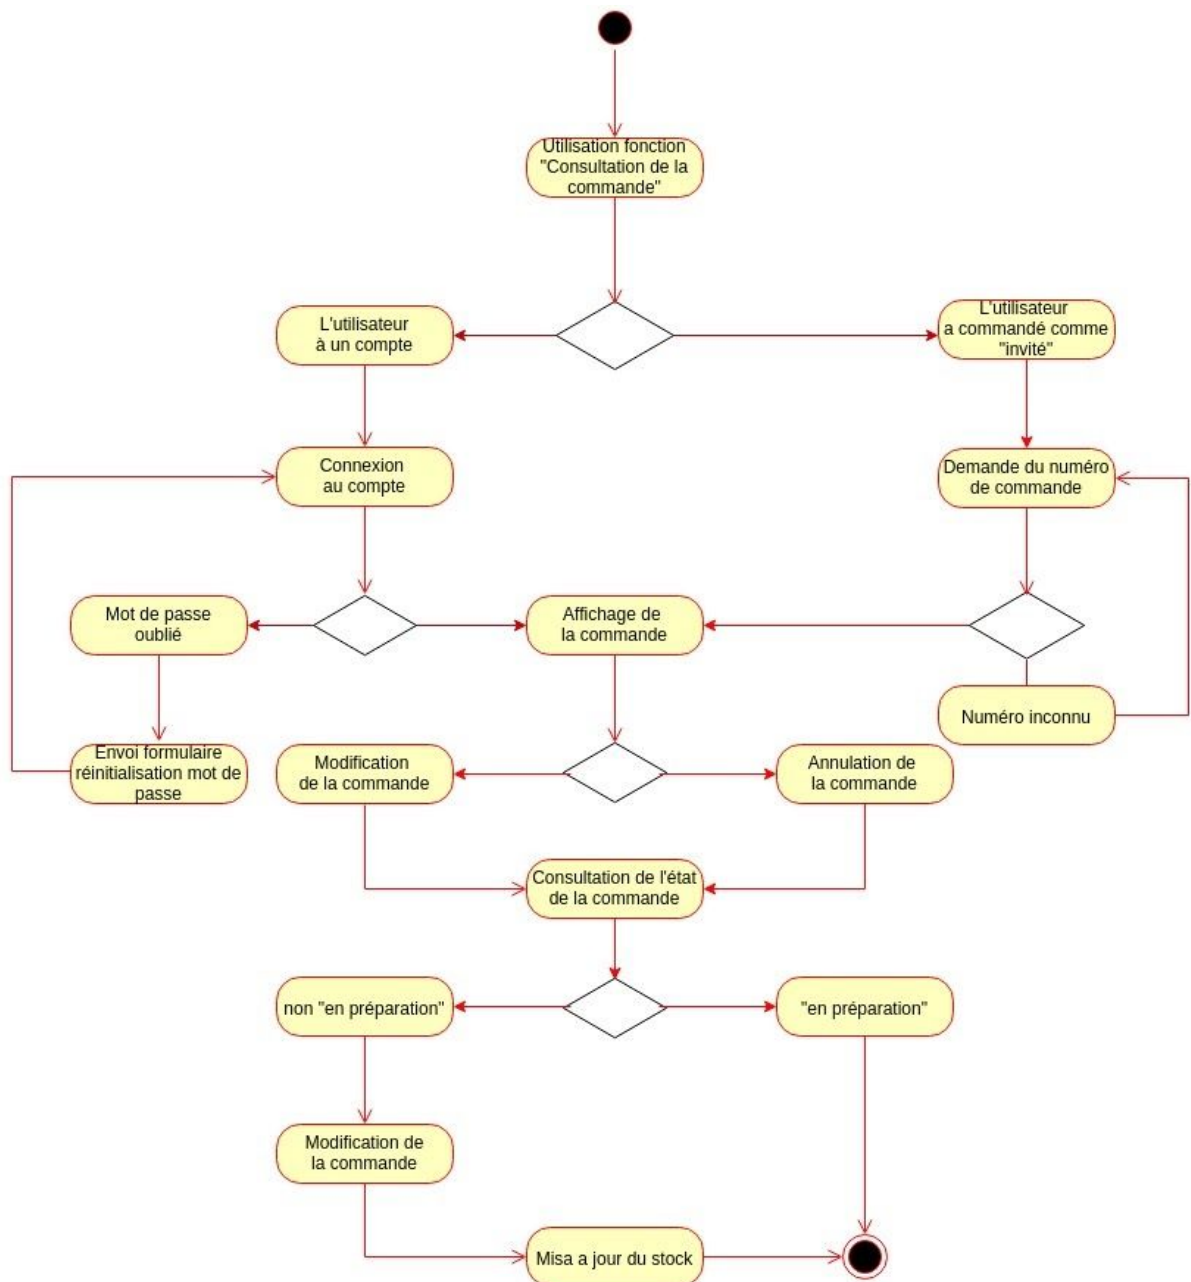 Utilisation fonction
"Consultation de la
commande"
L'utilisateur
à un compte
L'utilisateur
a commandé comme
"invité"
Connexion
au compte
Demande du numéro
de commande
Mot de passe
oublié
Affichage de
la commande
Numéro inconnu
Envoi formulaire
réinitialisation mot de
passe
Modification
de la commande
Annulation de
la commande
Consultation de l'état
de la commande
non "en préparation"
"en préparation"
Modification de
la commande
Misa a jour du stock